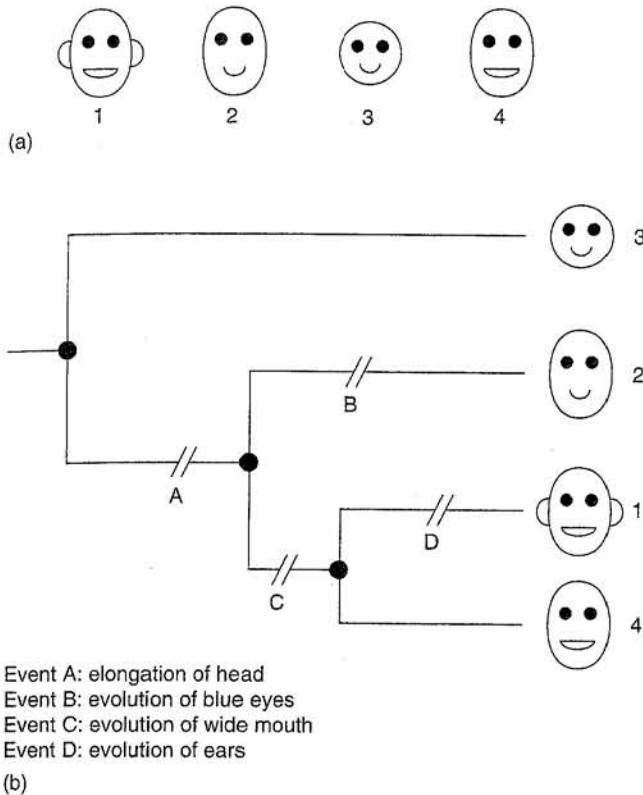 1 2 3 4
(a)
3
B
2
A
D
1
C
4
Event A: elongation of head
Event B: evolution of blue eyes
Event C: evolution of wide mouth
Event D: evolution of ears
(b)